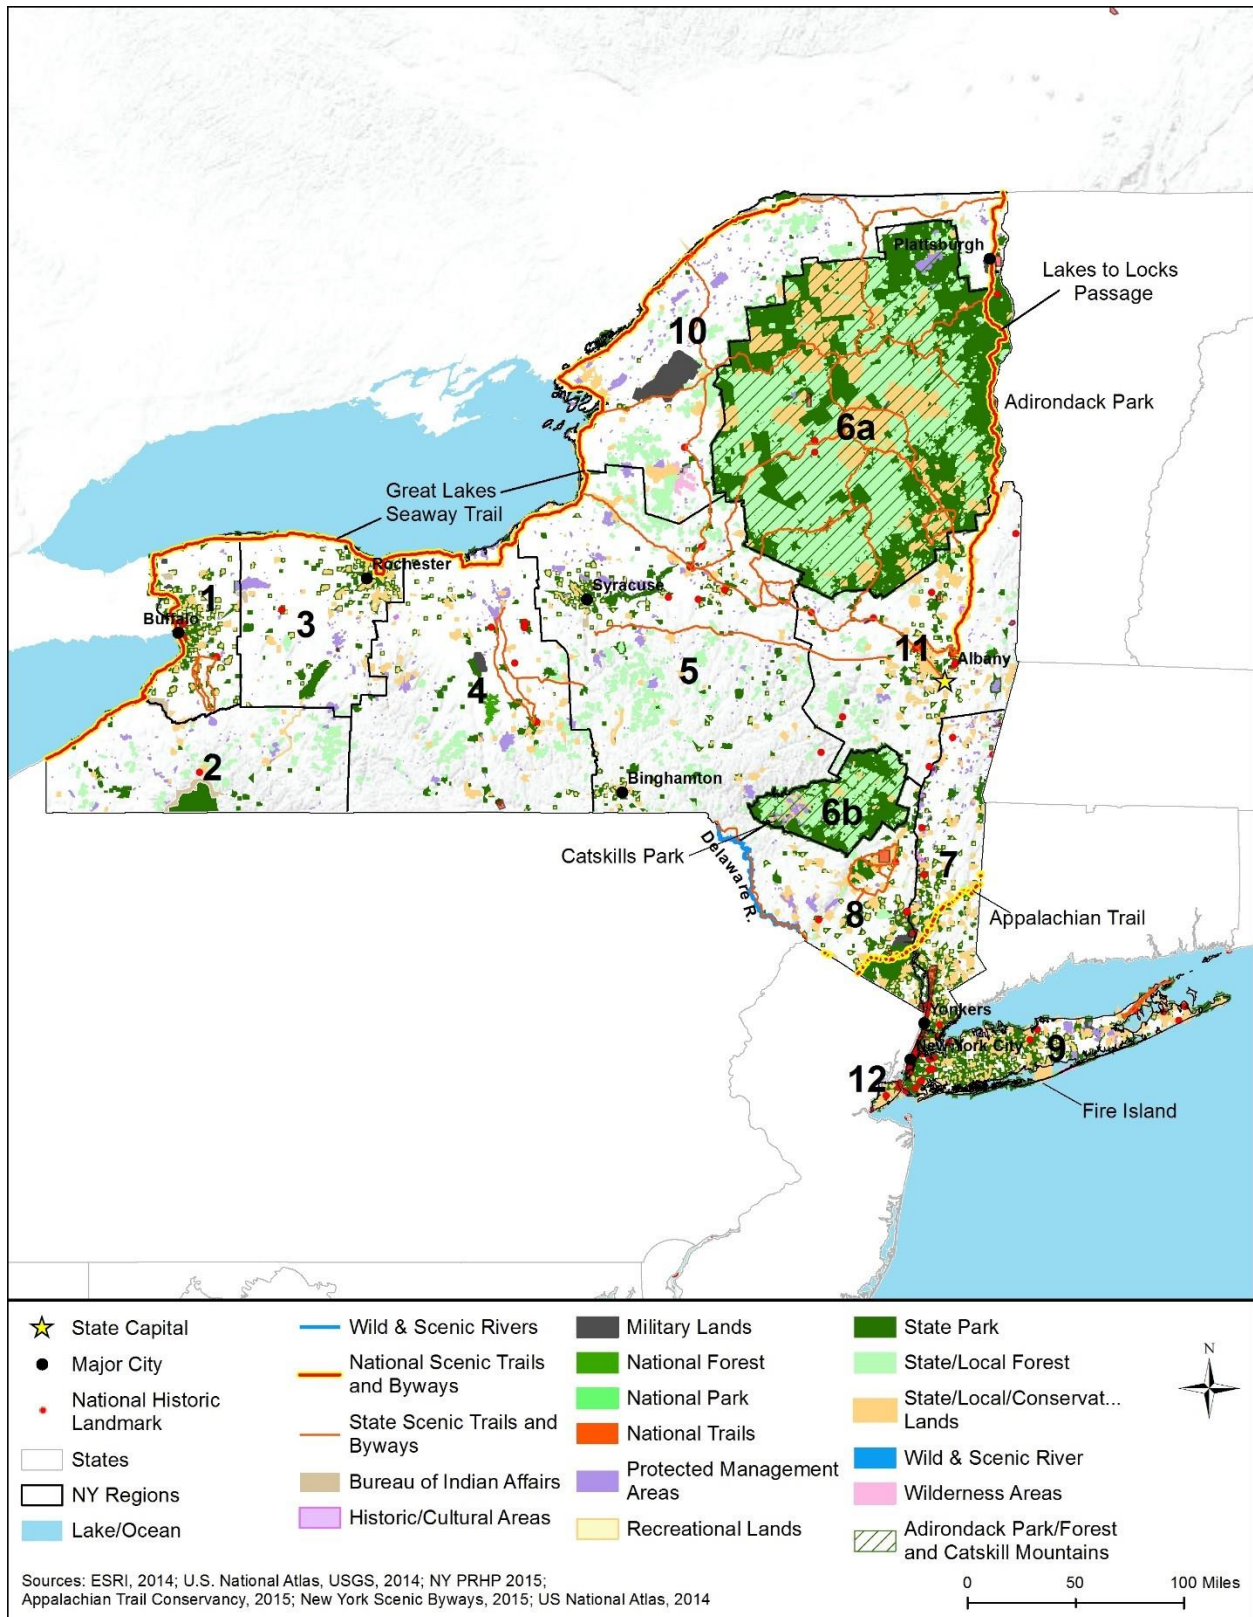 Plattsburgh
Lakes to Locks
Passage
10
Adirondack Park
6a
Great Lakes
Seaway Trail
Rochester
Syracuse
1
Buffalo
3
11
Albany
4
5
2
Binghamton
6b
Catskills Park
Delaware R.
7
8
Appalachian Trail
Yonkers
New York City
9
12
Fire Island
State Capital
Major City
National Historic
Landmark
States
NY Regions
Lake/Ocean
Wild & Scenic Rivers
National Scenic Trails
and Byways
State Scenic Trails and
Byways
Bureau of Indian Affairs
Historic/Cultural Areas
Military Lands
National Forest
National Park
National Trails
Protected Management
Areas
Recreational Lands
State Park
State/Local Forest
State/Local/Conservat...
Lands
Wild & Scenic River
Wilderness Areas
Adirondack Park/Forest
and Catskill Mountains
N
Sources: ESRI, 2014; U.S. National Atlas, USGS, 2014; NY PRHP 2015;
Appalachian Trail Conservancy, 2015; New York Scenic Byways, 2015; US National Atlas, 2014
0 50 100 Miles